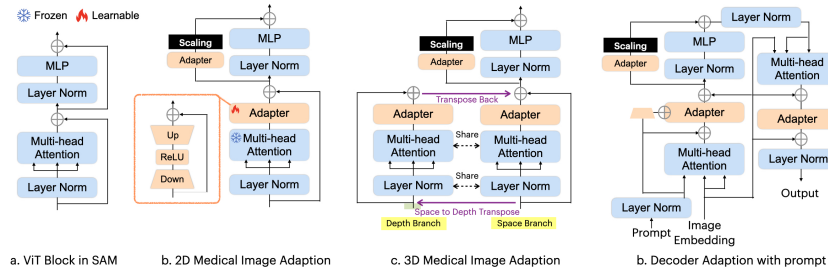 Frozen
Learnable
MLP
Layer Norm
Multi-head
Attention
Layer Norm
a. ViT Block in SAM
Scaling
Adapter
MLP
Layer Norm
Adapter
Multi-head
Attention
Layer Norm
Up
ReLU
Down
b. 2D Medical Image Adaption
Scaling
Adapter
MLP
Layer Norm
Transpose Back
Adapter
Adapter
Multi-head
Attention
Share
Multi-head
Attention
Layer Norm
Share
Layer Norm
Space to Depth Transpose
Depth Branch
Space Branch
c. 3D Medical Image Adaption
Layer Norm
Scaling
Adapter
MLP
Layer Norm
Multi-head
Attention
Adapter
Adapter
Multi-head
Attention
Layer Norm
Output
Layer Norm
Prompt
Image
Embedding
b. Decoder Adaption with prompt